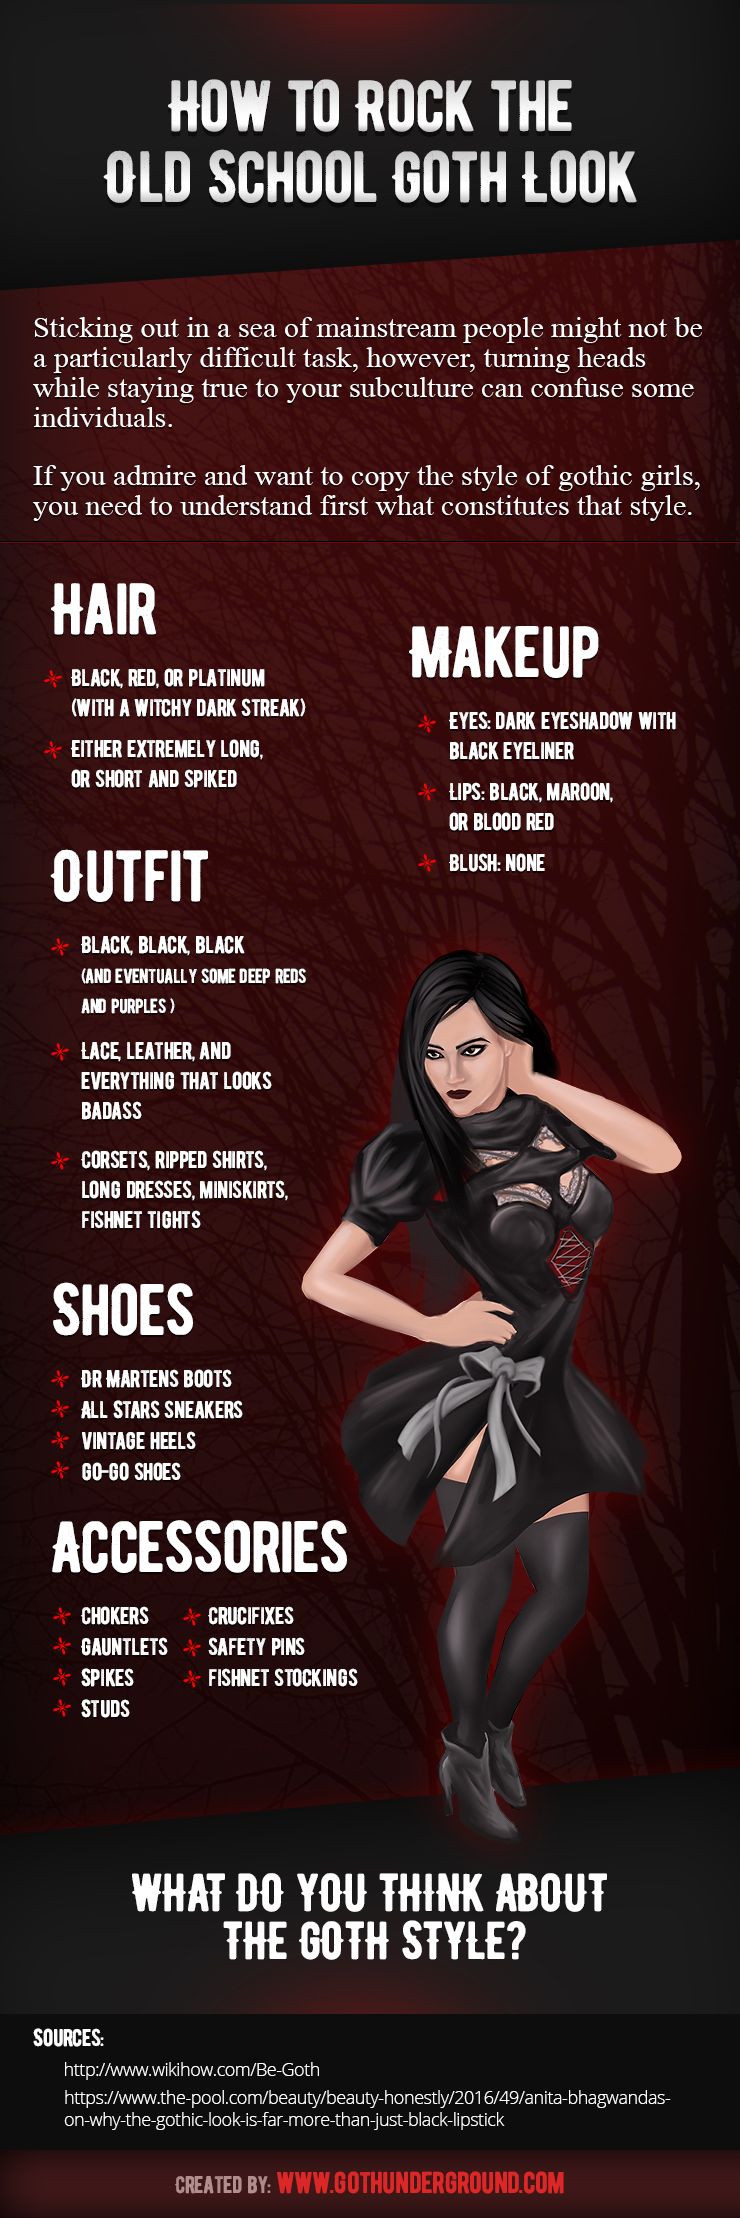 How to Rock the
Old School Goth Look
Sticking out in a sea of mainstream people might not be
a particularly difficult task, however, turning heads
while staying true to your subculture can confuse some
individuals.
If you admire and want to copy the style of gothic girls,
you need to understand first what constitutes that style.
Hair
Black, red, or platinum
(with a witchy dark streak)
Either extremely long,
or short and spiked
Makeup
Eyes: dark eyeshadow with
black eyeliner
Lips: black, maroon,
or blood red
Blush: none
Outfit
Black, black, black
(and eventually some deep reds
and purples )
Lace, leather, and
everything that looks
badass
Corsets, ripped shirts,
long dresses, miniskirts,
fishnet tights
Shoes
Dr Martens boots
All Stars sneakers
Vintage heels
Go-go shoes
Accessories
Chokers
Gauntlets
Spikes
Studs
Crucifixes
Safety pins
Fishnet stockings
What do you think about
the goth style?
Sources:
http://www.wikihow.com/Be-Goth
https://www.the-pool.com/beauty/beauty-honestly/2016/49/anita-bhagwandas-
on-why-the-gothic-look-is-far-more-than-just-black-lipstick
Created by: www.gothunderground.com